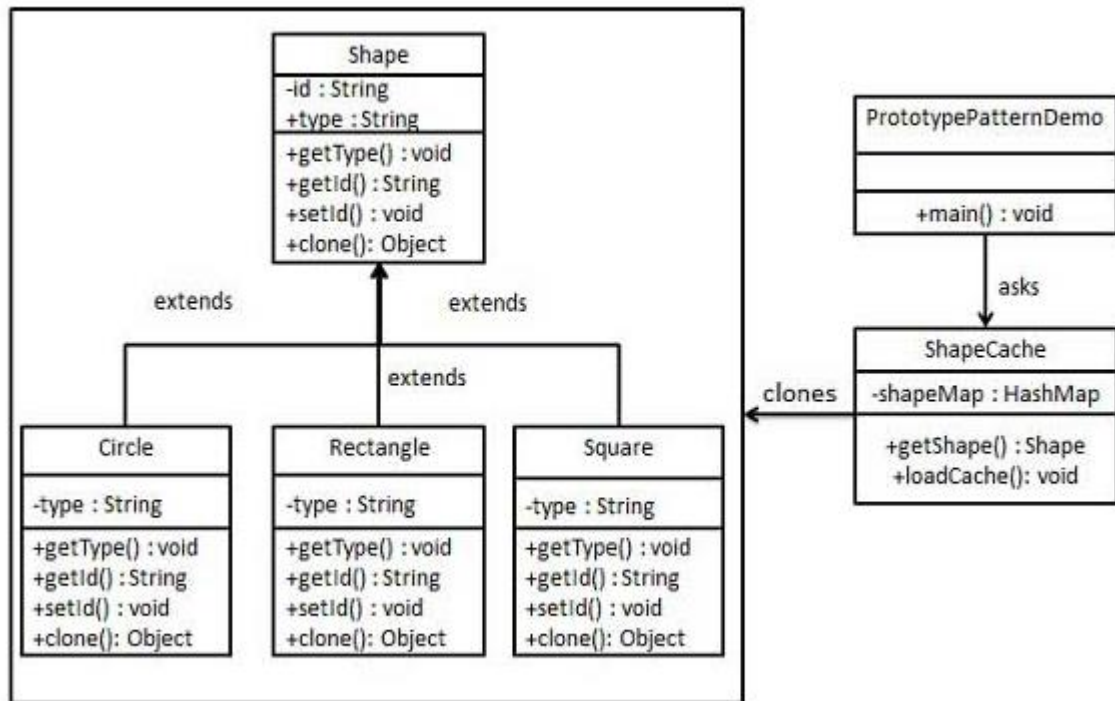 Shape
-id : String
+type : String
+getType() : void
+getId() : String
+setId() : void
+clone(): Object
extends
extends
extends
Circle
-type : String
+getType() : void
+getId() : String
+setId() : void
+clone(): Object
Rectangle
-type : String
+getType() : void
+getId() : String
+setId() : void
+clone(): Object
Square
-type : String
+getType() : void
+getId() : String
+setId() : void
+clone(): Object
PrototypePatternDemo
+main() : void
asks
ShapeCache
-shapeMap : HashMap
+getShape() : Shape
+loadCache(): void
clones